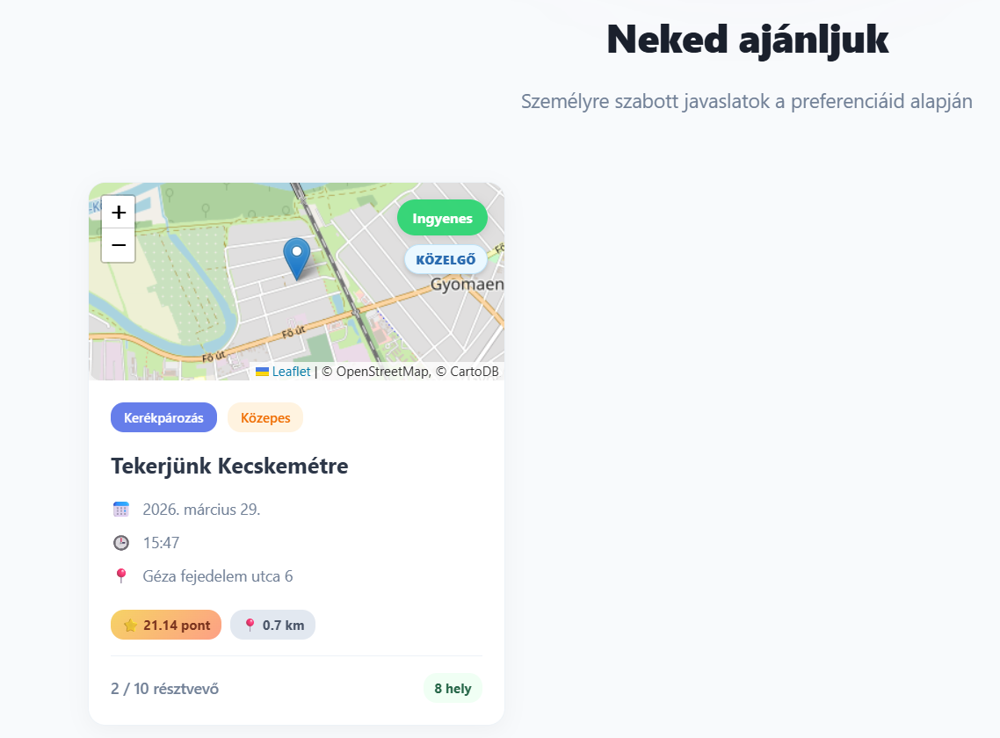 Neked ajánljuk
Személyre szabott javaslatok a preferenciáid alapján
+
−
Ingyenes
KÖZELGŐ
Gyomaen
Fő út
Fő út
Leaflet | © OpenStreetMap, © CartoDB
Kerékpározás
Közepes
Tekerjünk Kecskemétre
2026. március 29.
15:47
Géza fejedelem utca 6
21.14 pont
0.7 km
2 / 10 résztvevő
8 hely